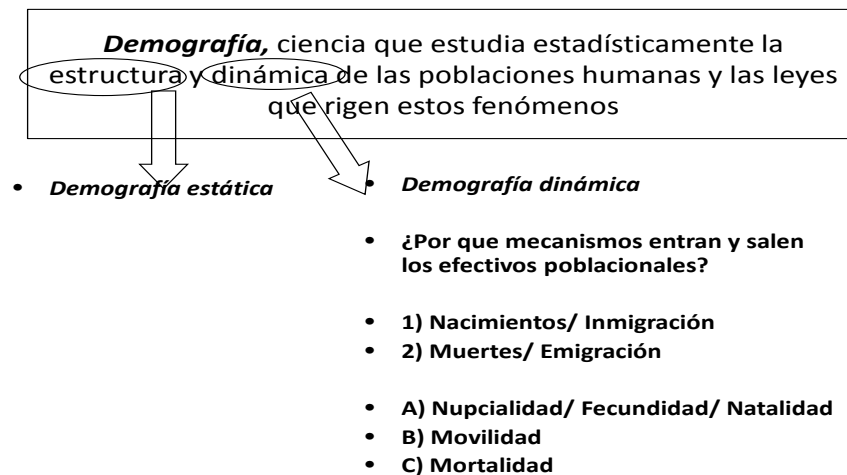 Demografía, ciencia que estudia estadísticamente la
estructura y dinámica de las poblaciones humanas y las leyes
que rigen estos fenómenos
• Demografía estática
• Demografía dinámica
• ¿Por que mecanismos entran y salen
los efectivos poblacionales?
• 1) Nacimientos/ Inmigración
• 2) Muertes/ Emigración
• A) Nupcialidad/ Fecundidad/ Natalidad
• B) Movilidad
• C) Mortalidad